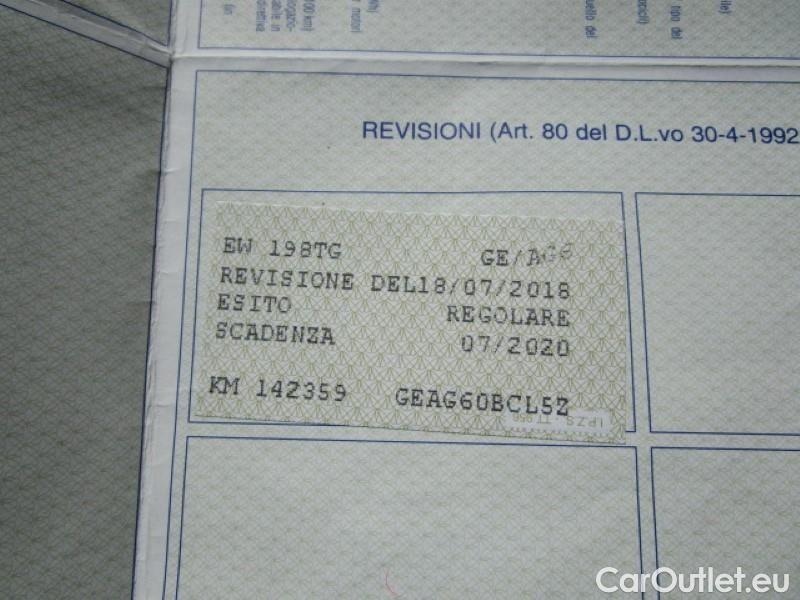 REVISIONI (Art. 80 del D.L.vo 30-4-1992
EW 198TG GE/AG6
REVISIONE DEL18/07/2018
ESITO REGOLARE
SCADENZA 07/2020
KM 142359 GEAG60BCL5Z
I.P.Z.S.
CarOutlet.eu